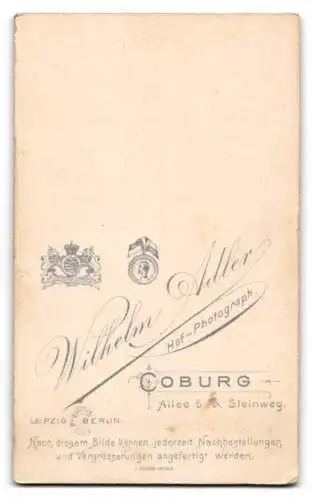 Wilhelm Adler
Hof-Photograph.
COBURG
Allee 5 & Steinweg.
LEIPZIG BERLIN.
Nach diesem Bilde können jederzeit Nachbestellungen
und Vergrösserungen angefertigt werden.